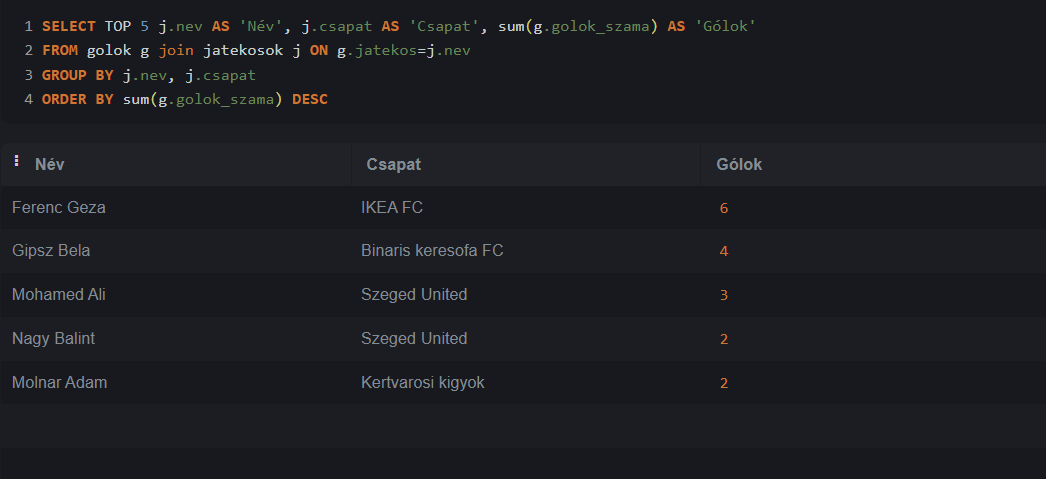 1 SELECT TOP 5 j.nev AS 'Név', j.csapat AS 'Csapat', sum(g.golok_szama) AS 'Gólok'
2 FROM golok g join jatekosok j ON g.jatekos=j.nev
3 GROUP BY j.nev, j.csapat
4 ORDER BY sum(g.golok_szama) DESC
Név Csapat Gólok
Ferenc Geza IKEA FC 6
Gipsz Bela Binaris keresofa FC 4
Mohamed Ali Szeged United 3
Nagy Balint Szeged United 2
Molnar Adam Kertvarosi kigyok 2